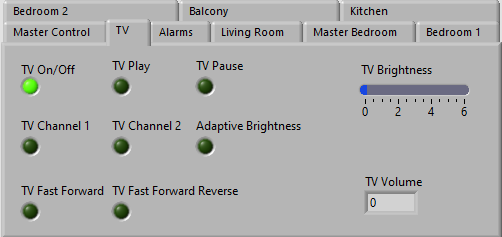 Bedroom 2 Balcony Kitchen
Master Control TV Alarms Living Room Master Bedroom Bedroom 1
TV On/Off TV Play TV Pause TV Brightness
0 2 4 6
TV Channel 1 TV Channel 2 Adaptive Brightness
TV Volume
TV Fast Forward TV Fast Forward Reverse
0